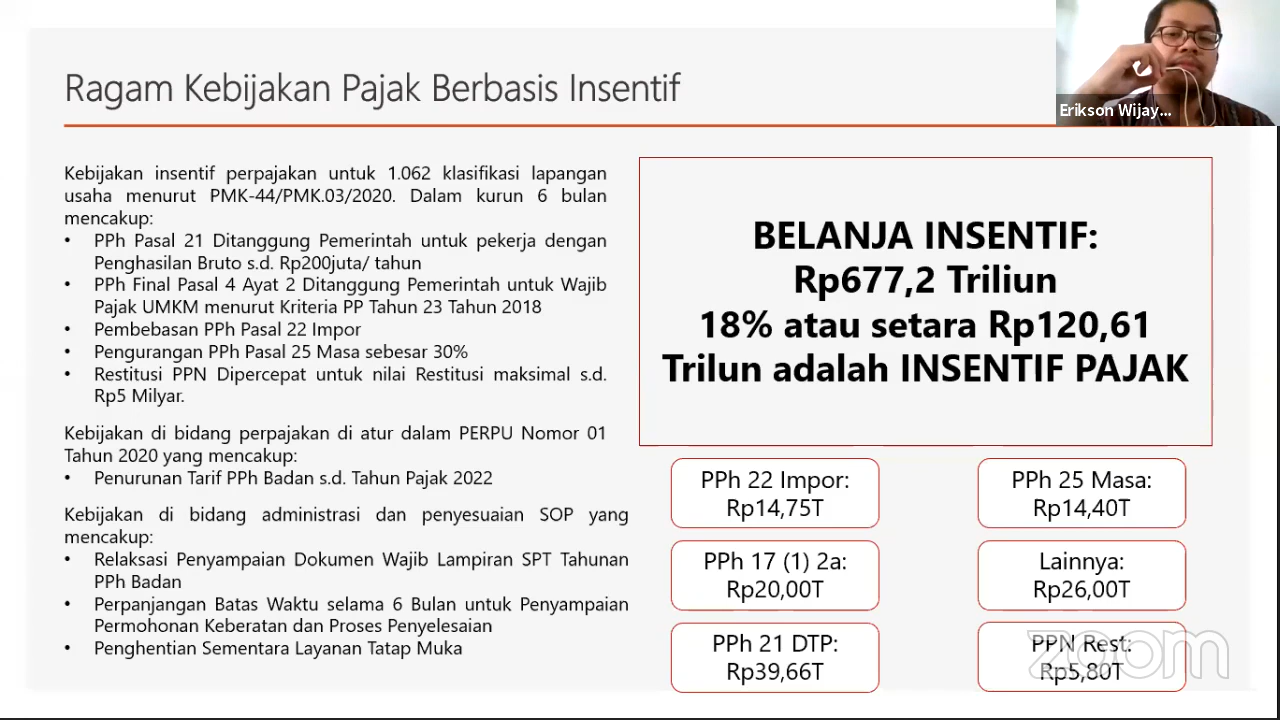 Ragam Kebijakan Pajak Berbasis Insentif
Erikson Wijay...
Kebijakan insentif perpajakan untuk 1.062 klasifikasi lapangan
usaha menurut PMK-44/PMK.03/2020. Dalam kurun 6 bulan
mencakup:
• PPh Pasal 21 Ditanggung Pemerintah untuk pekerja dengan
Penghasilan Bruto s.d. Rp200juta/ tahun
• PPh Final Pasal 4 Ayat 2 Ditanggung Pemerintah untuk Wajib
Pajak UMKM menurut Kriteria PP Tahun 23 Tahun 2018
• Pembebasan PPh Pasal 22 Impor
• Pengurangan PPh Pasal 25 Masa sebesar 30%
• Restitusi PPN Dipercepat untuk nilai Restitusi maksimal s.d.
Rp5 Milyar.
Kebijakan di bidang perpajakan di atur dalam PERPU Nomor 01
Tahun 2020 yang mencakup:
• Penurunan Tarif PPh Badan s.d. Tahun Pajak 2022
Kebijakan di bidang administrasi dan penyesuaian SOP yang
mencakup:
• Relaksasi Penyampaian Dokumen Wajib Lampiran SPT Tahunan
PPh Badan
• Perpanjangan Batas Waktu selama 6 Bulan untuk Penyampaian
Permohonan Keberatan dan Proses Penyelesaian
• Penghentian Sementara Layanan Tatap Muka
BELANJA INSENTIF:
Rp677,2 Triliun
18% atau setara Rp120,61
Trilun adalah INSENTIF PAJAK
PPh 22 Impor:
Rp14,75T
PPh 25 Masa:
Rp14,40T
PPh 17 (1) 2a:
Rp20,00T
Lainnya:
Rp26,00T
PPh 21 DTP:
Rp39,66T
PPN Rest:
Rp5,80T
zoom